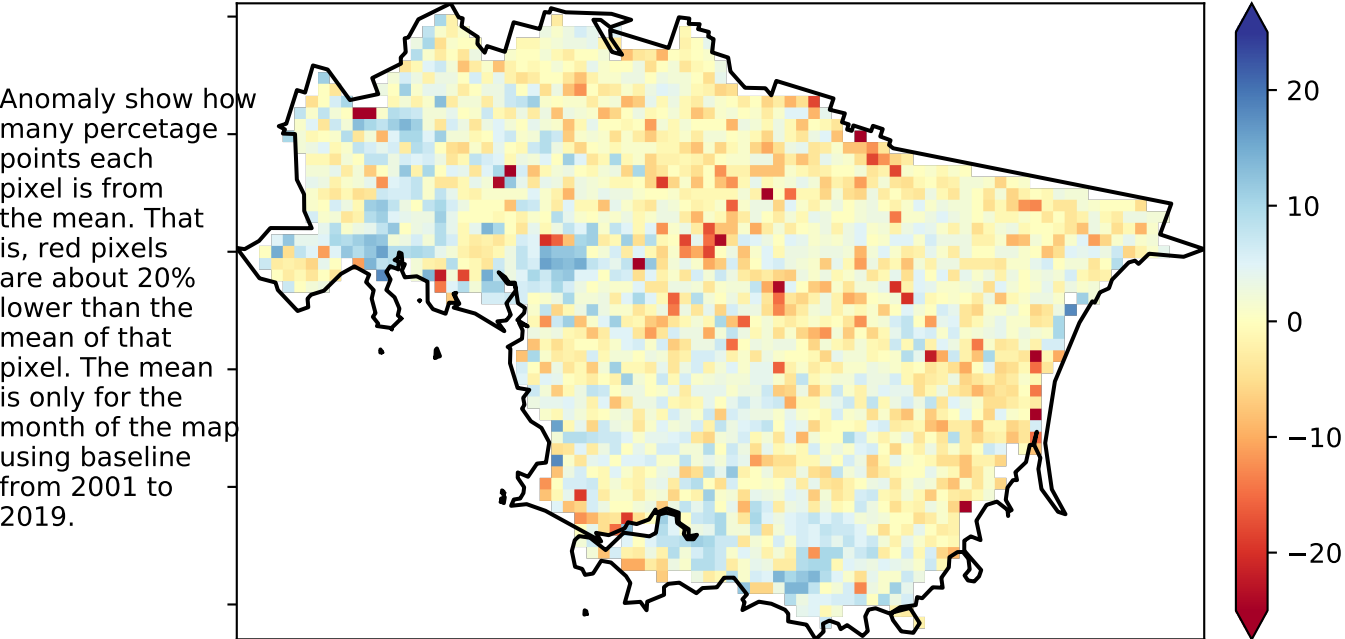 Anomaly show how
many percetage
points each
pixel is from
the mean. That
is, red pixels
are about 20%
lower than the
mean of that
pixel. The mean
is only for the
month of the map
using baseline
from 2001 to
2019.
20
10
0
−10
−20